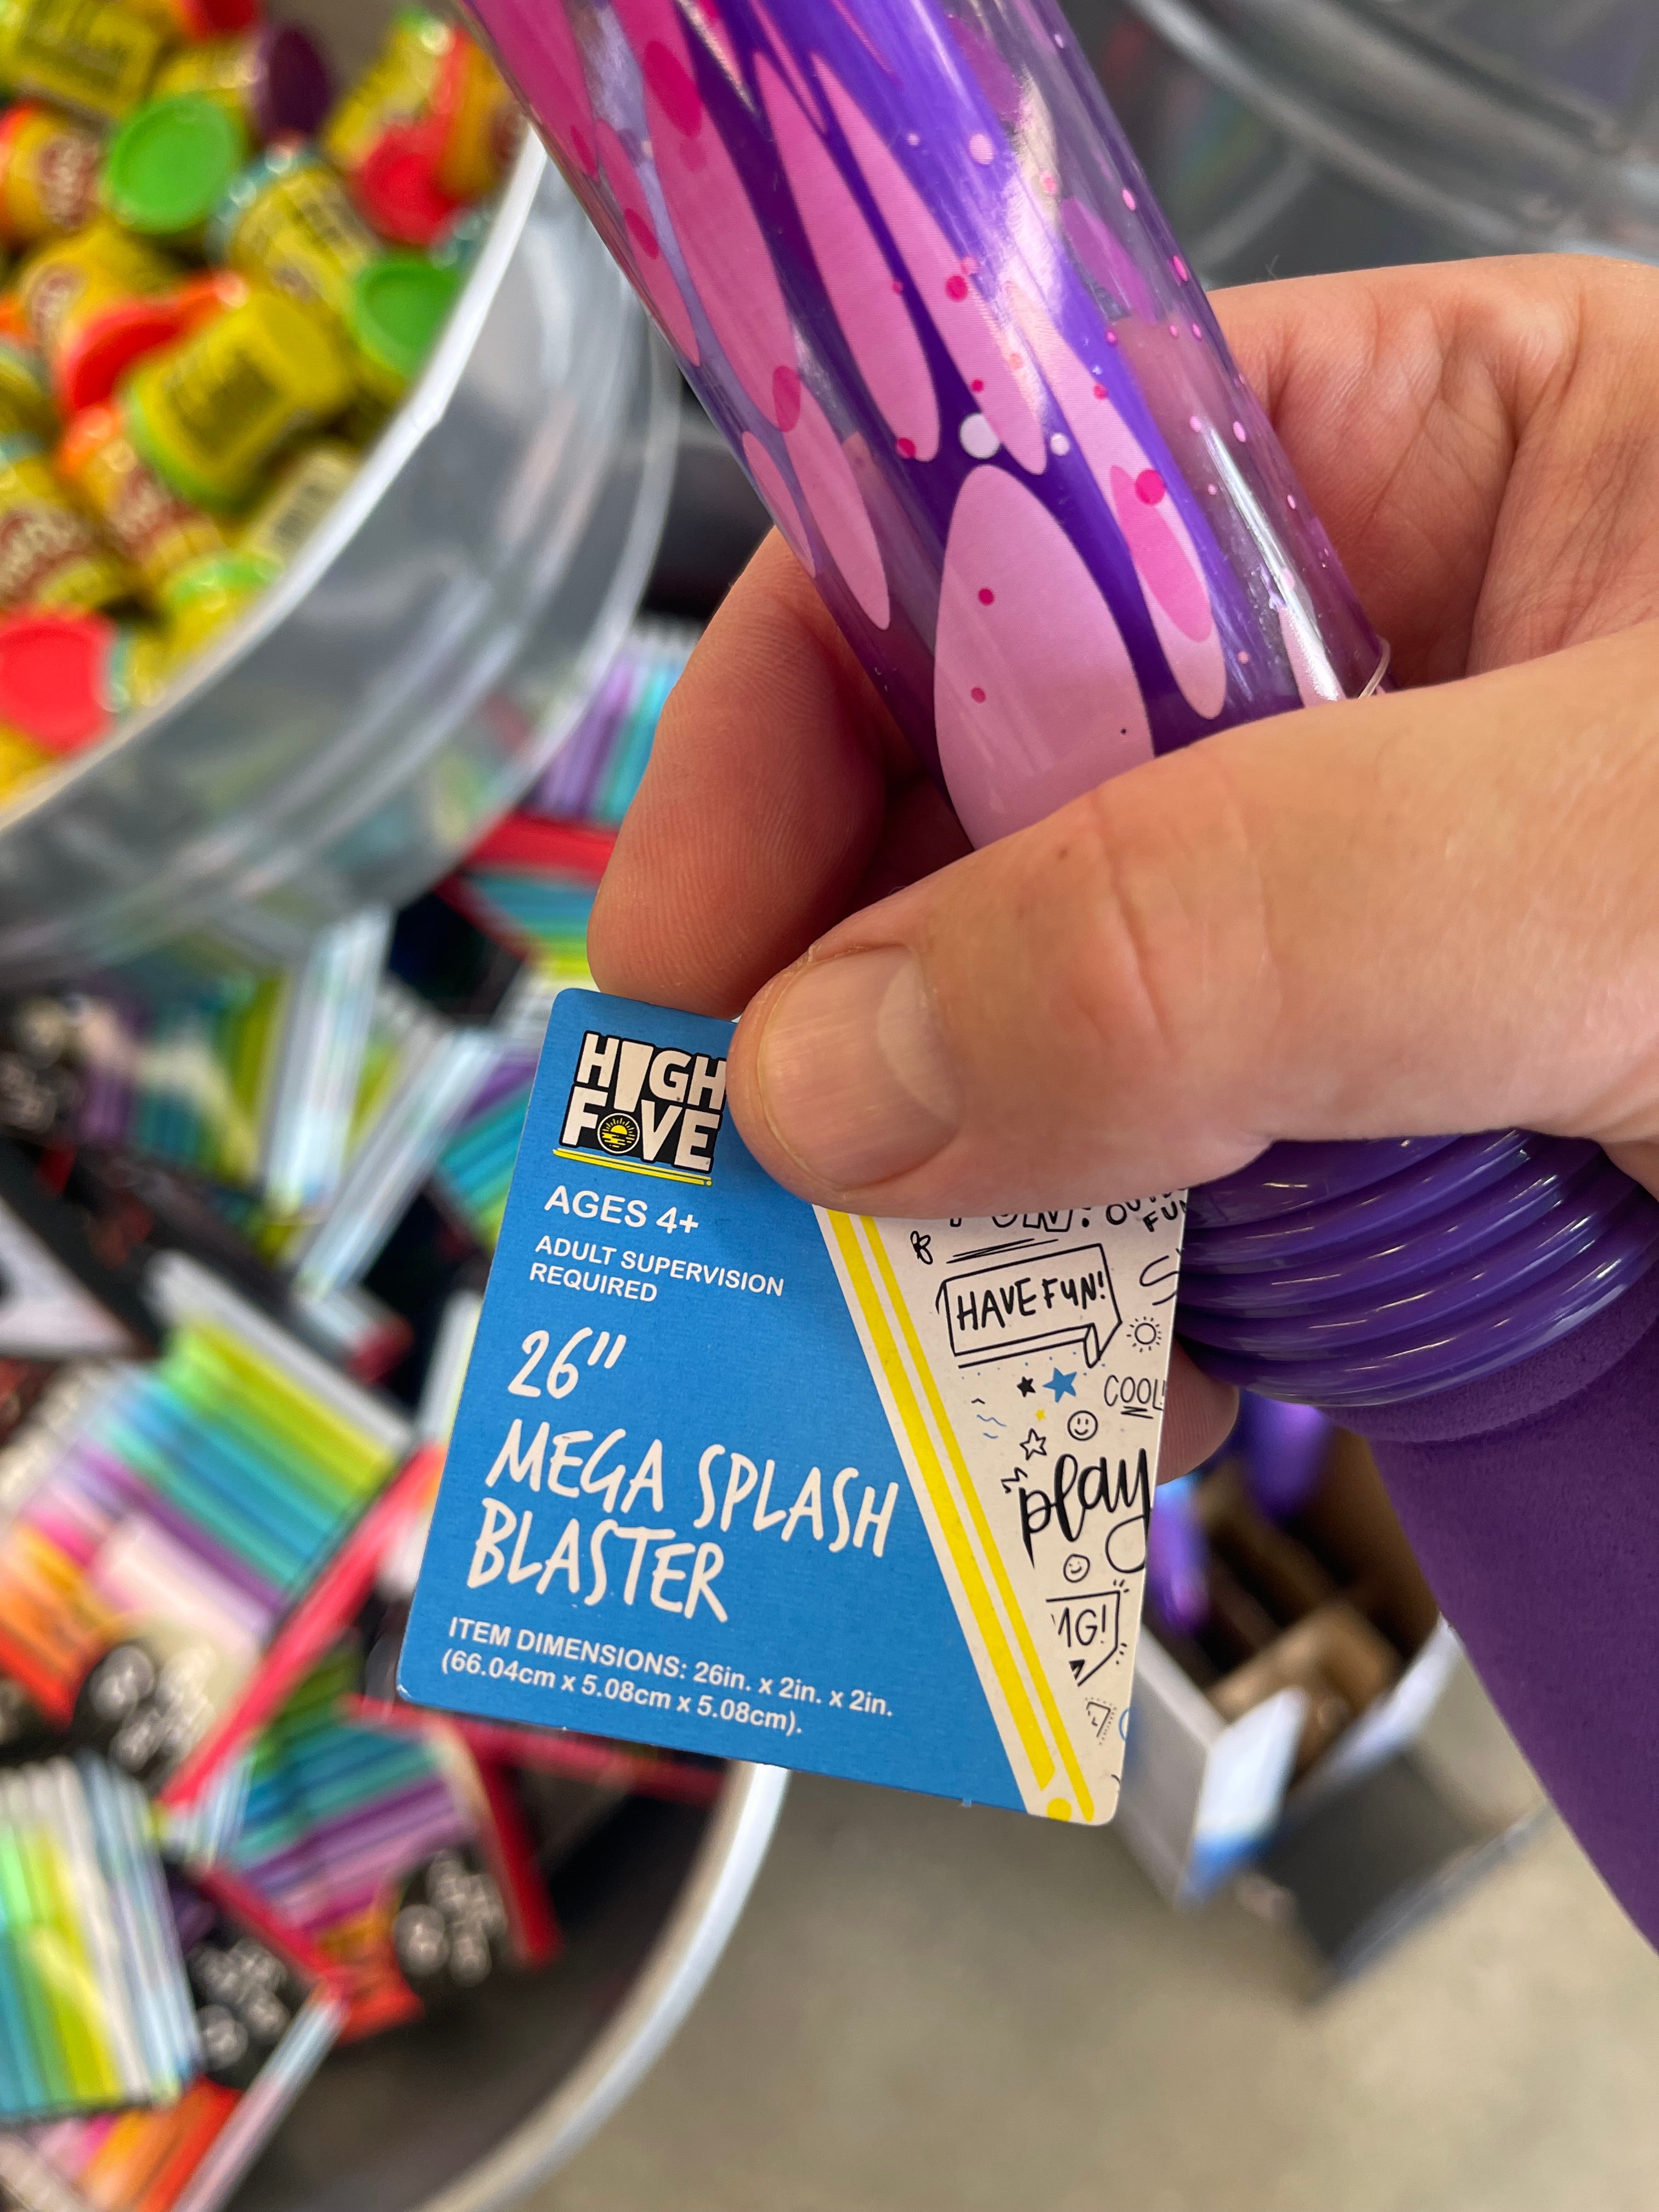 HIGH
FIVE
AGES 4+
ADULT SUPERVISION
REQUIRED
26"
MEGA SPLASH
BLASTER
ITEM DIMENSIONS: 26in. x 2in. x 2in.
(66.04cm x 5.08cm x 5.08cm).
HAVE FUN!
COOL!
play